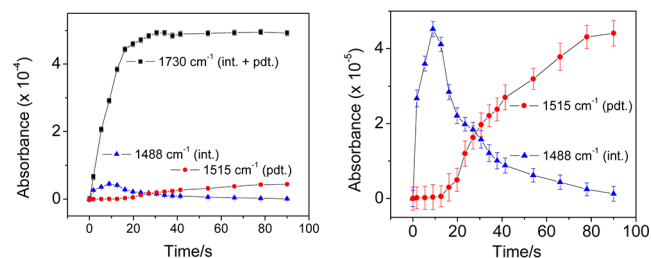 Absorbance (x 10⁻⁴)
4
2
0
1730 cm⁻¹ (int. + pdt.)
1488 cm⁻¹ (int.)
1515 cm⁻¹ (pdt.)
0 20 40 60 80 100
Time/s
Absorbance (x 10⁻⁵)
4
2
0
1515 cm⁻¹ (pdt.)
1488 cm⁻¹ (int.)
0 20 40 60 80 100
Time/s